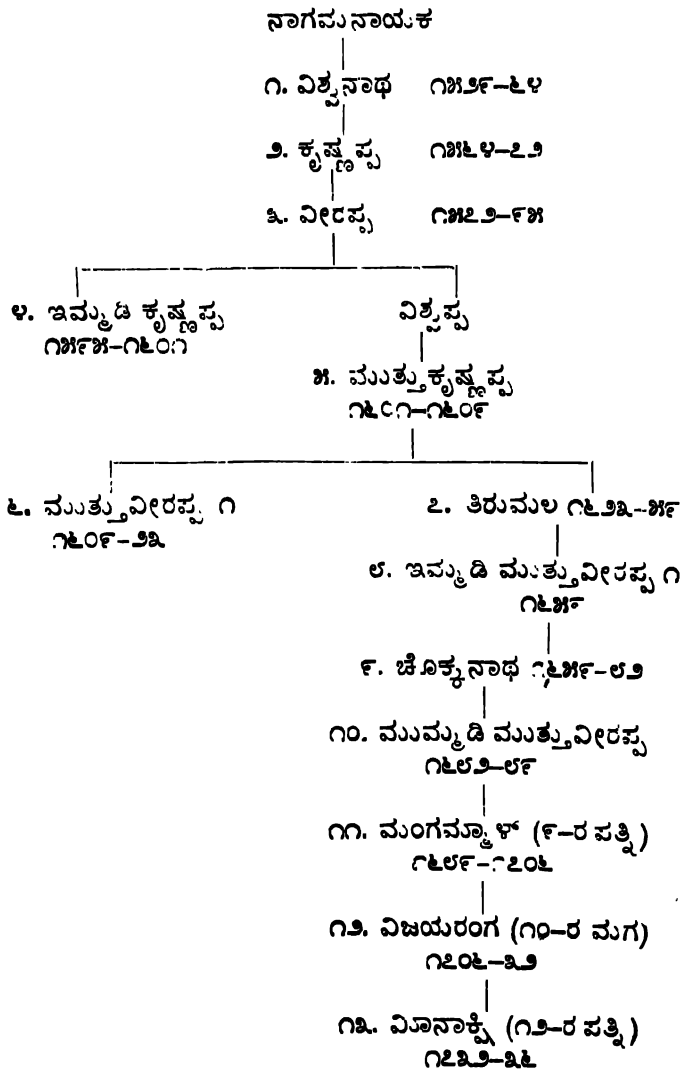 ನಾಗಮನಾಯಕ
೧. ವಿಶ್ವನಾಥ ೧೫೨೯–೬೪
೨. ಕೃಷ್ಣಪ್ಪ ೧೫೬೪–೭೨
೩. ವೀರಪ್ಪ ೧೫೭೨–೯೫
೪. ಇಮ್ಮಡಿ ಕೃಷ್ಣಪ್ಪ ವಿಶ್ವಪ್ಪ
೧೫೯೫–೧೬೦೧
೫. ಮುತ್ತುಕೃಷ್ಣಪ್ಪ
೧೬೦೧–೧೬೦೯
೬. ಮುತ್ತುವೀರಪ್ಪ ೧ ೭. ತಿರುಮಲ ೧೬೨೩–೫೯
೧೬೦೯–೨೩
೮. ಇಮ್ಮಡಿ ಮುತ್ತುವೀರಪ್ಪ ೧
೧೬೫೯
೯. ಚೊಕ್ಕನಾಥ ೧೬೫೯–೮೨
೧೦. ಮುಮ್ಮಡಿ ಮುತ್ತುವೀರಪ್ಪ
೧೬೮೨–೮೯
೧೧. ಮಂಗಮ್ಮಾಳ್ (೯–ರ ಪತ್ನಿ)
೧೬೮೯–೧೭೦೬
೧೨. ವಿಜಯರಂಗ (೧೦–ರ ಮಗ)
೧೭೦೬–೩೨
೧೩. ಮೀನಾಕ್ಷಿ (೧೨–ರ ಪತ್ನಿ)
೧೭೩೨–೩೬